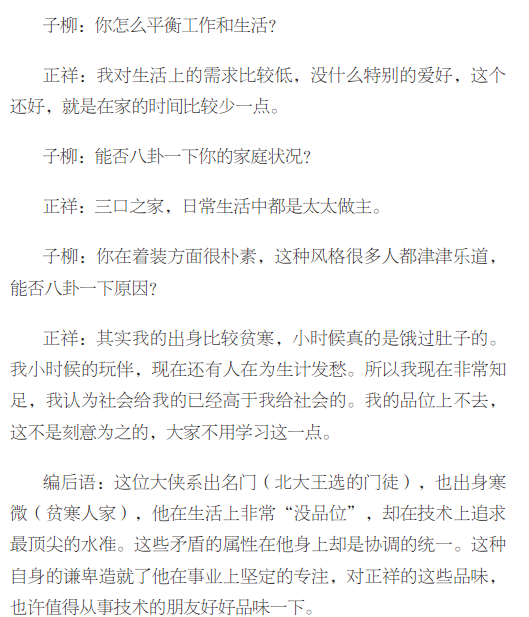 子柳：你怎么平衡工作和生活？
正祥：我对生活上的需求比较低，没什么特别的爱好，这个
还好，就是在家的时间比较少一点。
子柳：能否八卦一下你的家庭状况？
正祥：三口之家，日常生活中都是太太做主。
子柳：你在着装方面很朴素，这种风格很多人都津津乐道，
能否八卦一下原因？
正祥：其实我的出身比较贫寒，小时候真的是饿过肚子的。
我小时候的玩伴，现在还有人在为生计发愁。所以我现在非常知
足，我认为社会给我的已经高于我给社会的。我的品位上不去，
这不是刻意为之的，大家不用学习这一点。
编后语：这位大侠系出名门（北大王选的门徒），也出身寒
微（贫寒人家），他在生活上非常“没品位”，却在技术上追求
最顶尖的水准。这些矛盾的属性在他身上却是协调的统一。这种
自身的谦卑造就了他在事业上坚定的专注，对正祥的这些品味，
也许值得从事技术的朋友好好品味一下。